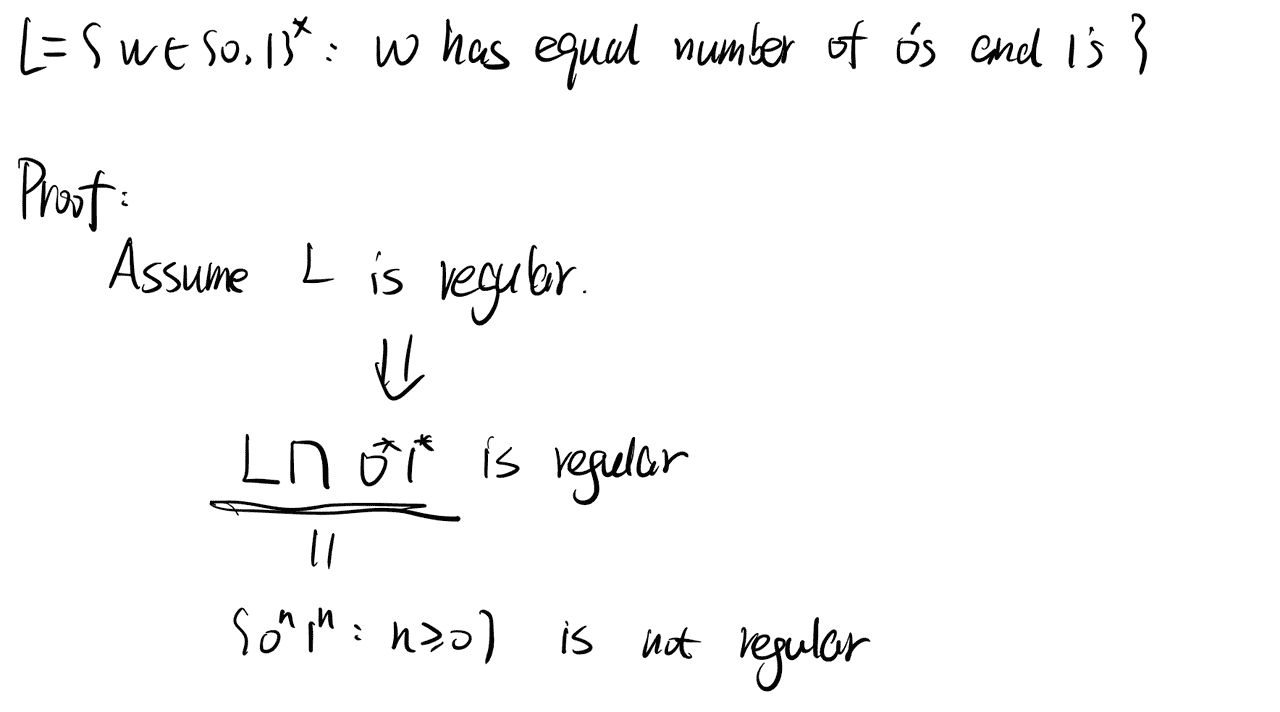 L = { w ∈ {0,1}* : w has equal number of 0's and 1's }
Proof:
Assume L is regular.
⇓
L ∩ 0*1* is regular
||
{0ⁿ1ⁿ : n ≥ 0} is not regular